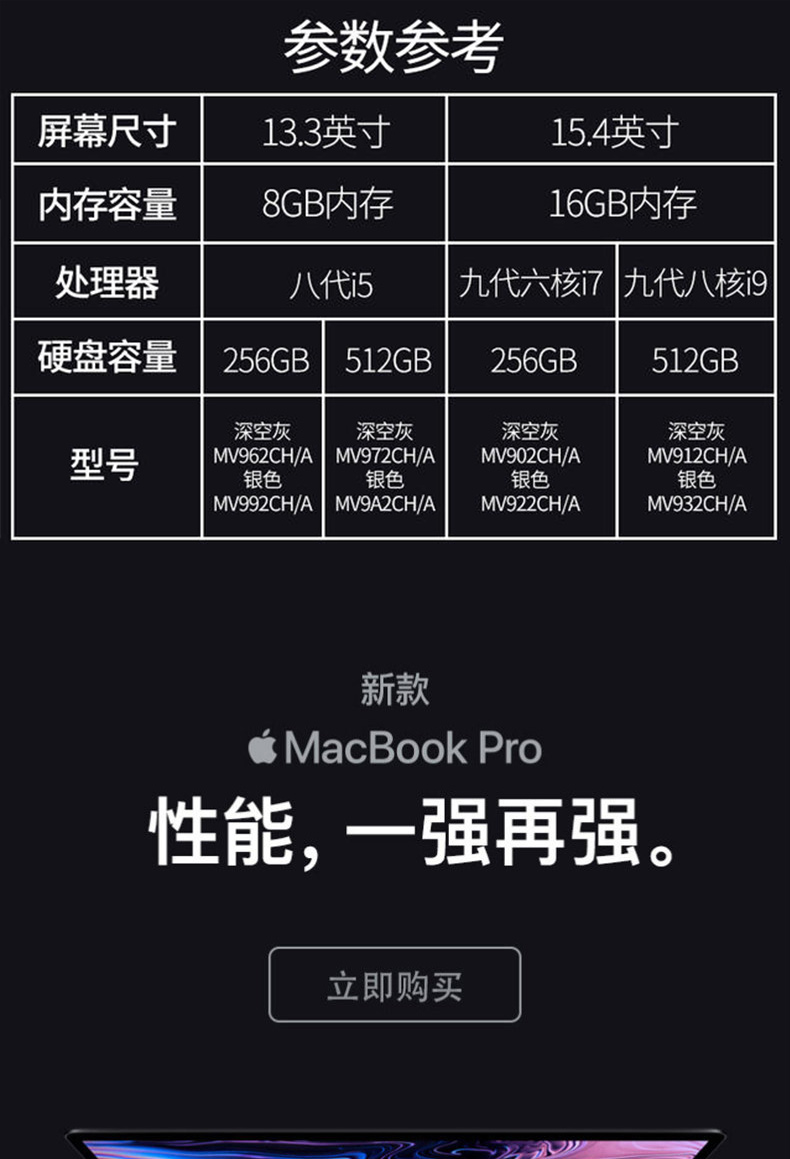 参数参考
屏幕尺寸 13.3英寸 15.4英寸
内存容量 8GB内存 16GB内存
处理器 八代i5 九代六核i7 九代八核i9
硬盘容量 256GB 512GB 256GB 512GB
型号
深空灰 深空灰 深空灰 深空灰
MV962CH/A MV972CH/A MV902CH/A MV912CH/A
银色 银色 银色 银色
MV992CH/A MV9A2CH/A MV922CH/A MV932CH/A
新款
MacBook Pro
性能，一强再强。
立即购买